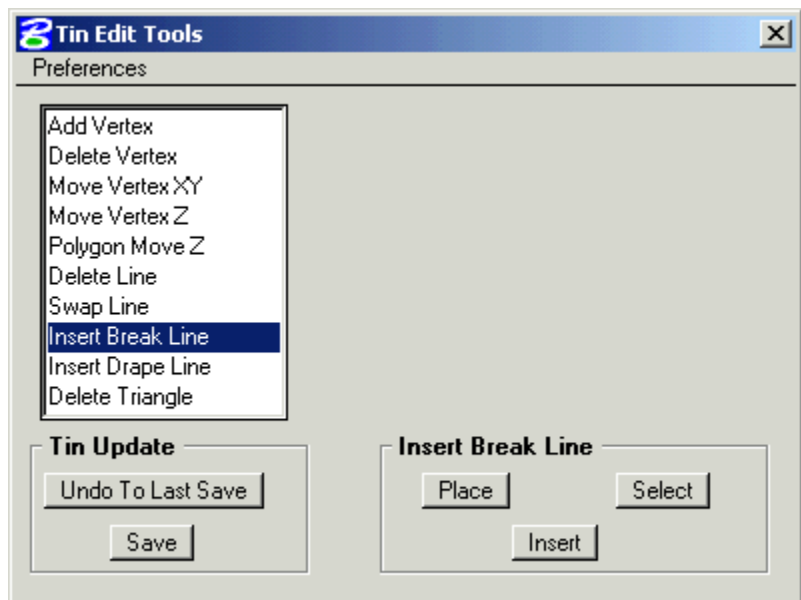 Tin Edit Tools
Preferences
Add Vertex
Delete Vertex
Move Vertex XY
Move Vertex Z
Polygon Move Z
Delete Line
Swap Line
Insert Break Line
Insert Drape Line
Delete Triangle
Tin Update
Undo To Last Save
Save
Insert Break Line
Place Select
Insert